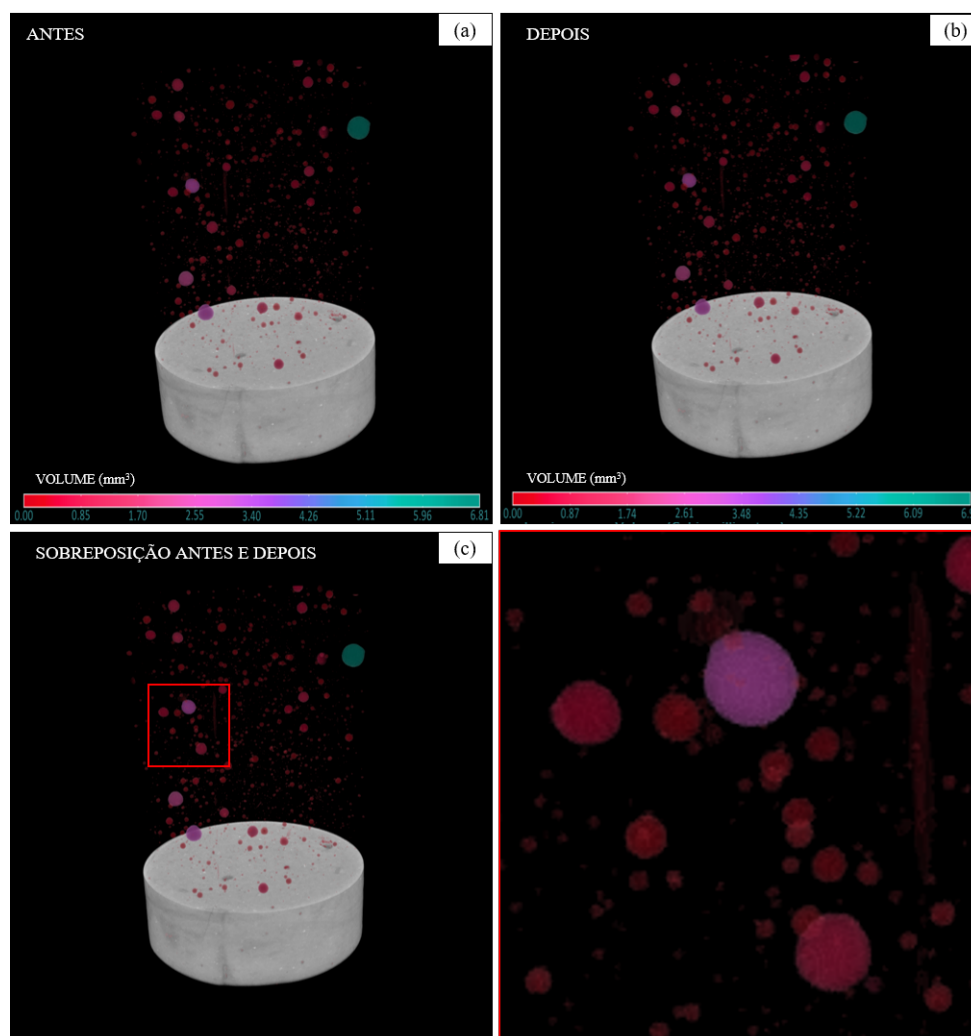 ANTES
(a)
VOLUME (mm³)
0.00 0.85 1.70 2.55 3.40 4.26 5.11 5.96 6.81
DEPOIS
(b)
VOLUME (mm³)
0.00 0.87 1.74 2.61 3.48 4.35 5.22 6.09
SOBREPOSIÇÃO ANTES E DEPOIS
(c)